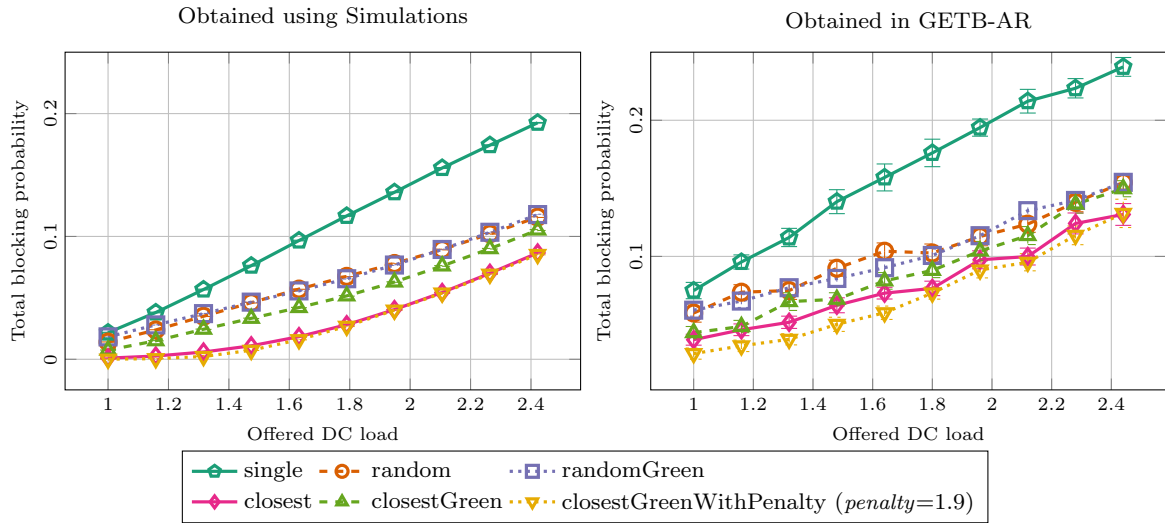 Obtained using Simulations
Total blocking probability
0.2
0.1
0
1 1.2 1.4 1.6 1.8 2 2.2 2.4
Offered DC load
Obtained in GETB-AR
Total blocking probability
0.2
0.1
1 1.2 1.4 1.6 1.8 2 2.2 2.4
Offered DC load
single random randomGreen
closest closestGreen closestGreenWithPenalty (penalty=1.9)